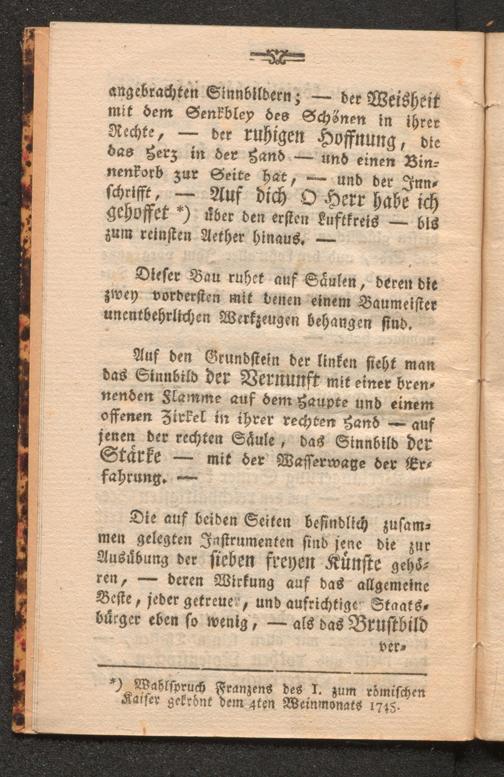 angebrachten Sinnbildern; — der Weisheit
mit dem Senkbley des Schönen in ihrer
Rechte, — der ruhigen Hoffnung, die
das Herz in der Hand — und einen Bin-
nenkorb zur Seite hat, — und der Inn-
schrifft, — Auf dich O Herr habe ich
gehoffet *) über den ersten Luftkreis — bis
zum reinsten Aether hinaus. —
Dieser Bau ruhet auf Säulen, deren die
zwey vordersten mit denen einem Baumeister
unentbehrlichen Werkzeugen behangen sind.
Auf den Grundstein der linken sieht man
das Sinnbild der Vernunft mit einer bren-
nenden Flamme auf dem Haupte und einem
offenen Zirkel in ihrer rechten Hand — auf
jenen der rechten Säule, das Sinnbild der
Stärke — mit der Wasserwage der Er-
fahrung. —
Die auf beiden Seiten befindlich zusam-
men gelegten Instrumenten sind jene die zur
Ausübung der sieben freyen Künste gehö-
ren, — deren Wirkung auf das allgemeine
Beste, jeder getreue, und aufrichtige Staats-
bürger eben so wenig, — als das Brustbild
ver-
*) Wahlspruch Franzens des I. zum römischen
Kaiser gekrönt dem 4ten Weinmonats 1745.